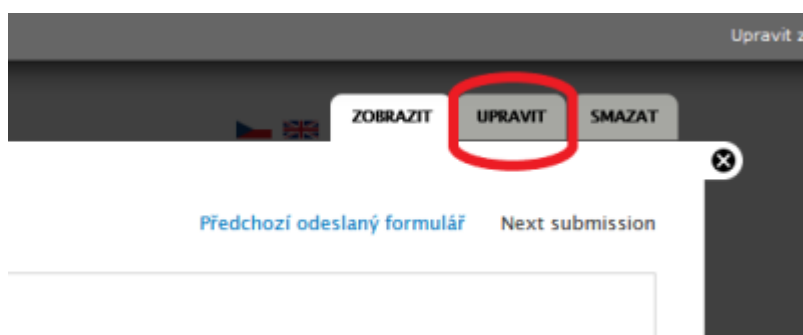 Upravit
ZOBRAZIT UPRAVIT SMAZAT
Předchozí odeslaný formulář Next submission